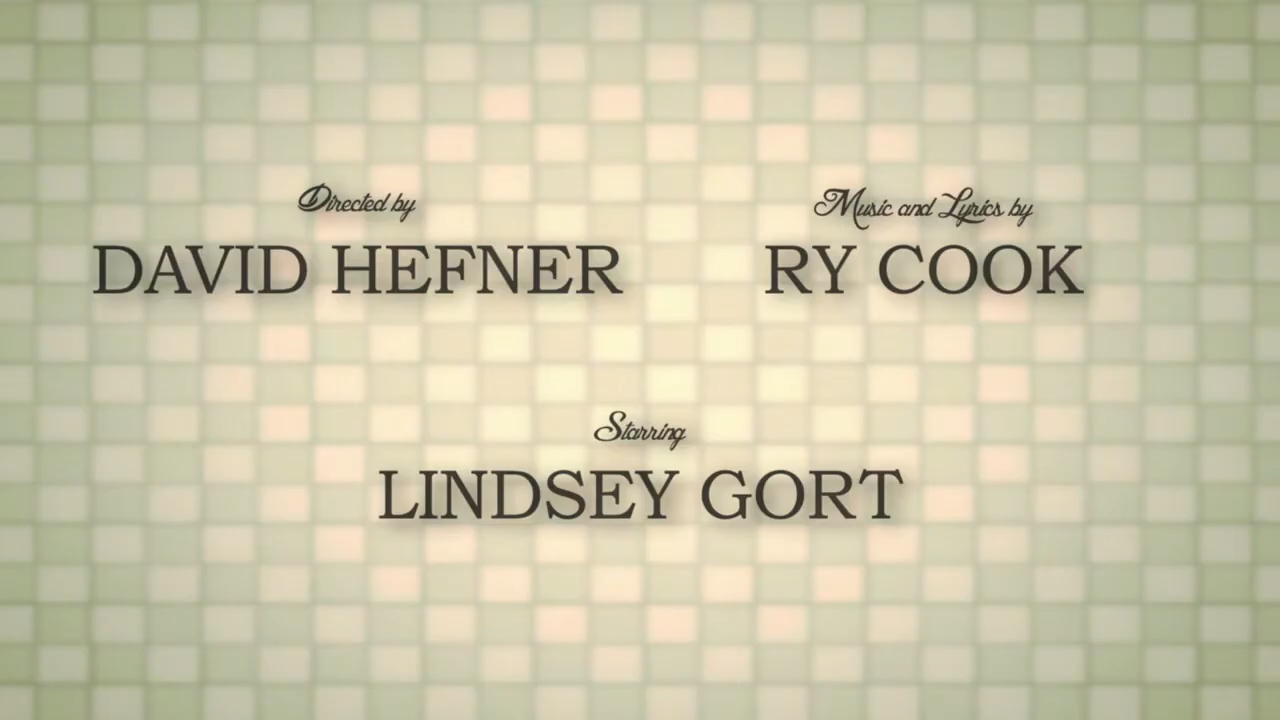 Directed by
DAVID HEFNER
Music and Lyrics by
RY COOK
Starring
LINDSEY GORT